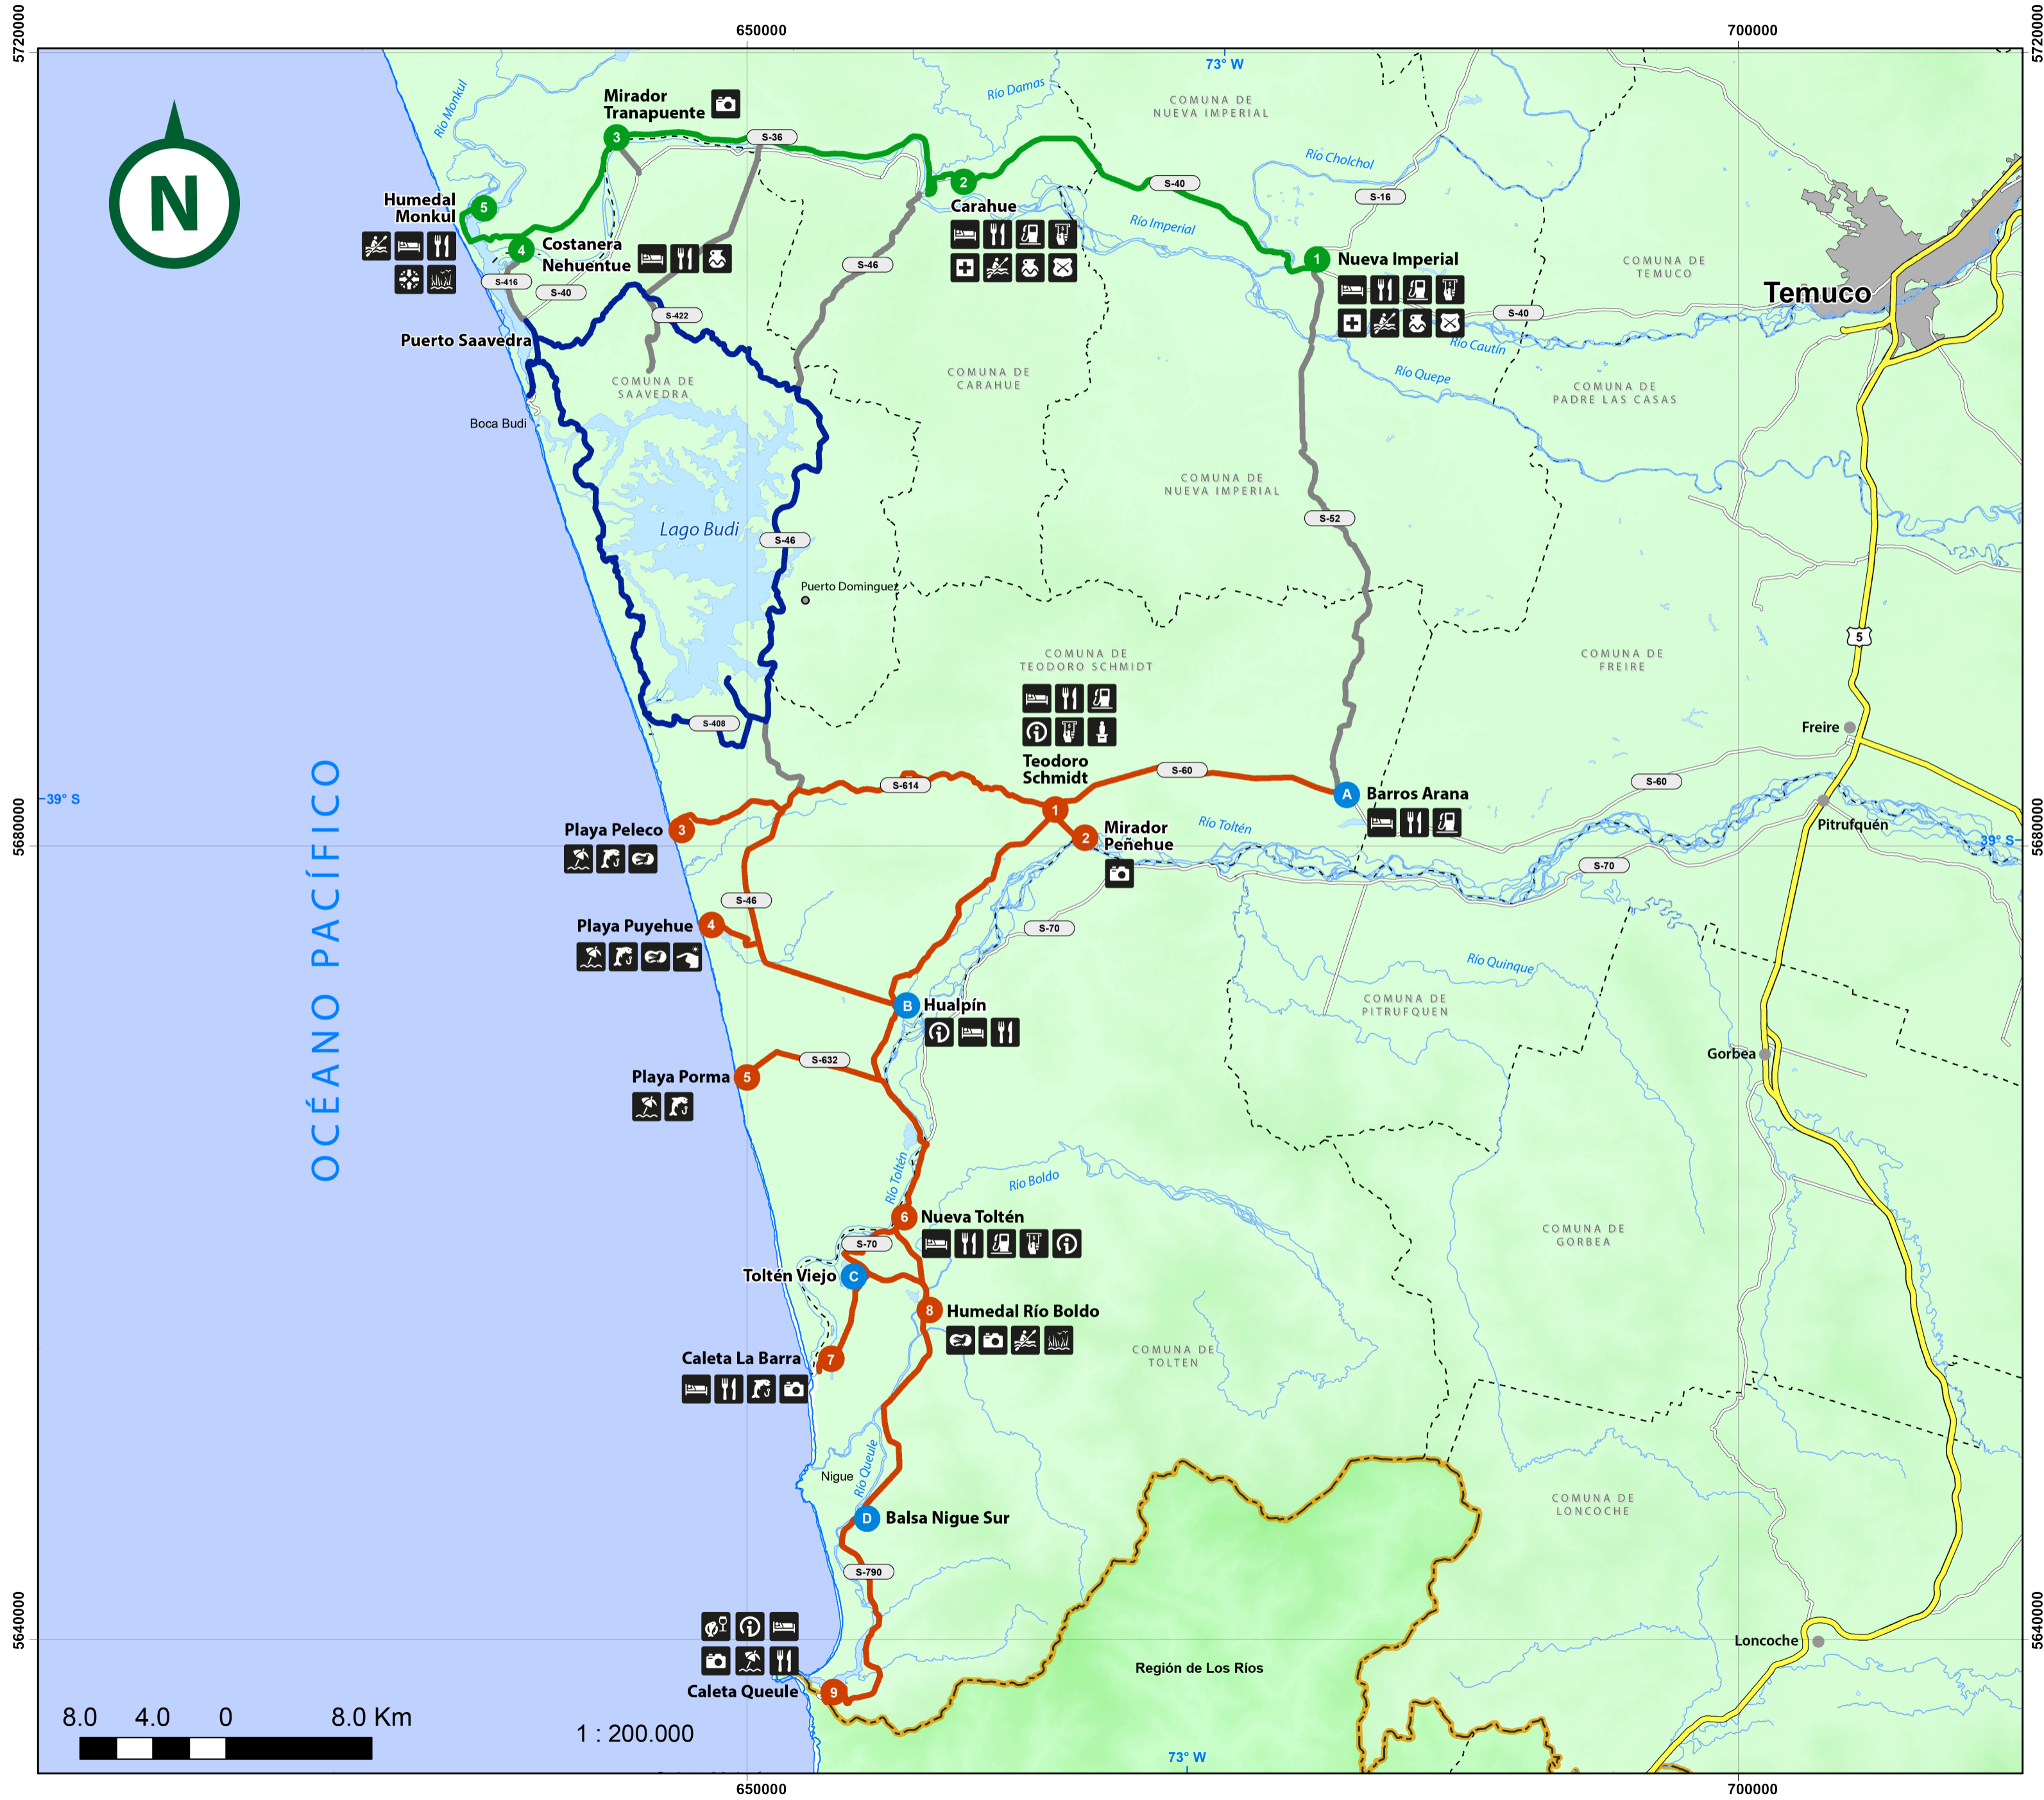 650000
700000
5720000
5720000
73° W
Río Monkul
Mirador
Tranapuente
Río Damas
COMUNA DE
NUEVA IMPERIAL
3
S-36
N
Río Cholchol
2
S-40
S-16
Humedal
Monkul
5
Carahue
Río Imperial
4
Costanera
Nehuentue
1
Nueva Imperial
COMUNA DE
TEMUCO
Temuco
S-46
S-416
S-40
S-422
S-40
Puerto Saavedra
Río Cautín
Río Quepe
COMUNA DE
SAAVEDRA
COMUNA DE
CARAHUE
COMUNA DE
PADRE LAS CASAS
Boca Budi
COMUNA DE
NUEVA IMPERIAL
S-52
Lago Budi
S-46
Puerto Dominguez
5
COMUNA DE
TEODORO SCHMIDT
COMUNA DE
FREIRE
S-408
Freire
Teodoro
Schmidt
S-60
S-614
S-60
39° S
A
Barros Arana
1
Pitrufquén
Playa Peleco
3
2
Mirador
Peñehue
Río Toltén
39° S
5680000
5680000
S-70
S-46
Playa Puyehue
4
S-70
Río Quinque
OCÉANO PACÍFICO
B
Hualpín
COMUNA DE
PITRUFQUEN
S-632
Gorbea
Playa Porma
5
Río Toltén
Río Boldo
6
Nueva Toltén
COMUNA DE
GORBEA
S-70
Toltén Viejo
C
8
Humedal Río Boldo
COMUNA DE
TOLTEN
Caleta La Barra
7
Nigue
Río Queule
COMUNA DE
LONCOCHE
D
Balsa Nigue Sur
S-790
5640000
5640000
Loncoche
Región de Los Ríos
Caleta Queule
9
8.0
4.0
0
8.0 Km
1 : 200.000
73° W
650000
700000